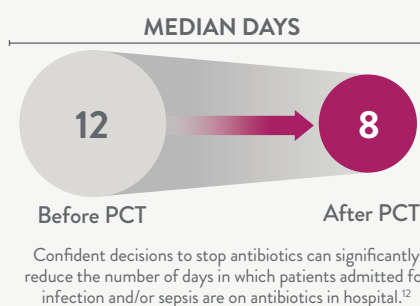 MEDIAN DAYS
12
8
Before PCT
After PCT
Confident decisions to stop antibiotics can significantly
reduce the number of days in which patients admitted fo
infection and/or sepsis are on antibiotics in hospital.12